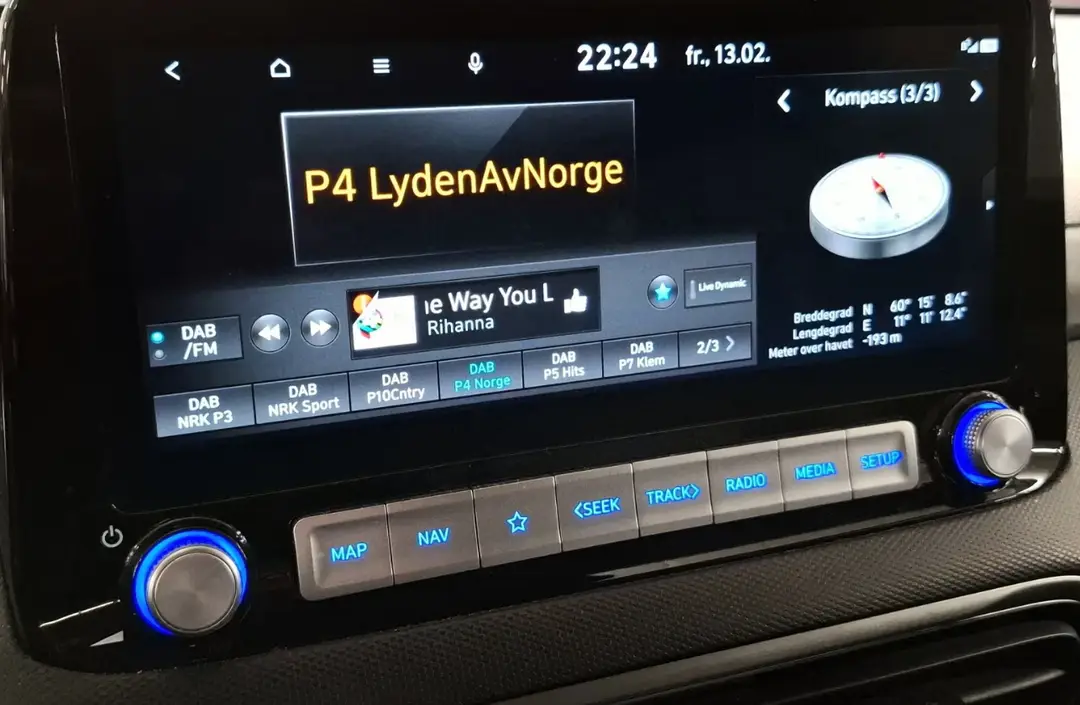 22:24 fr., 13.02.
Kompass (3/3)
P4 LydenAvNorge
DAB
/FM
e Way You L
Rihanna
Live Dynamic
Breddegrad N 60° 15' 8.6"
Lengdegrad E 11° 11' 12.4"
Meter over havet -193 m
DAB
NRK P3
DAB
NRK Sport
DAB
P10Cntry
DAB
P4 Norge
DAB
P5 Hits
DAB
P7 Klem
2/3 >
MAP
NAV
<SEEK
TRACK>
RADIO
MEDIA
SETUP